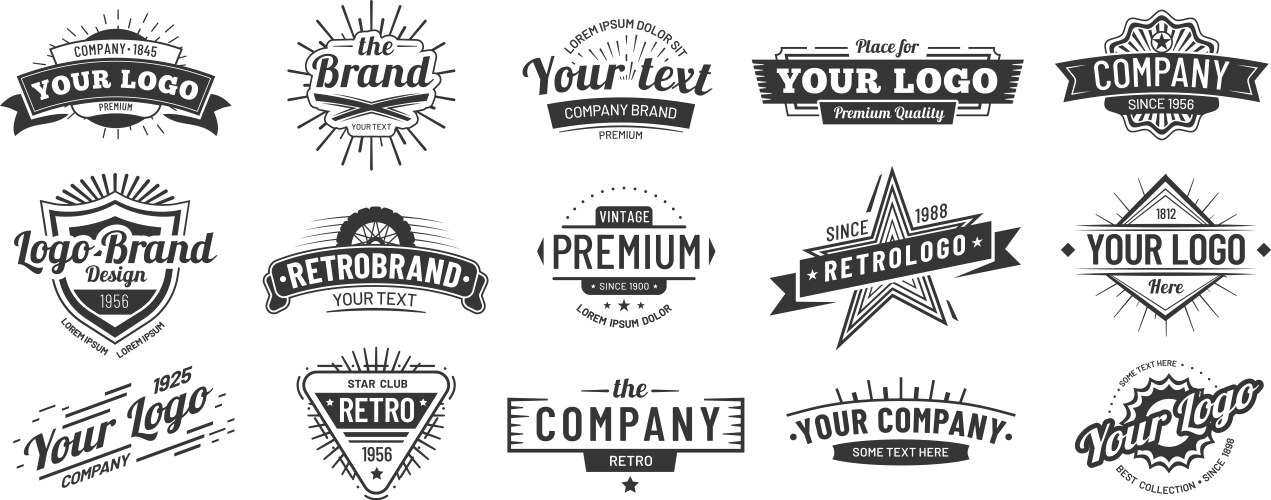 COMPANY • 1845
YOUR LOGO
PREMIUM
the
Brand
YOUR TEXT
LOREM IPSUM DOLOR SIT
Your text
COMPANY BRAND
PREMIUM
Place for
YOUR LOGO
Premium Quality
COMPANY
SINCE 1956
Logo-Brand
Design
1956
LOREM IPSUM LOREM IPSUM
•RETROBRAND•
YOUR TEXT
VINTAGE
PREMIUM
SINCE 1900
LOREM IPSUM DOLOR
SINCE 1988
RETROLOGO
1812
YOUR LOGO
Here
1925
Your Logo
COMPANY
STAR CLUB
RETRO
1956
the
COMPANY
RETRO
•YOUR COMPANY•
SOME TEXT HERE
SOME TEXT HERE
Your Logo
BEST COLLECTION • SINCE 1898